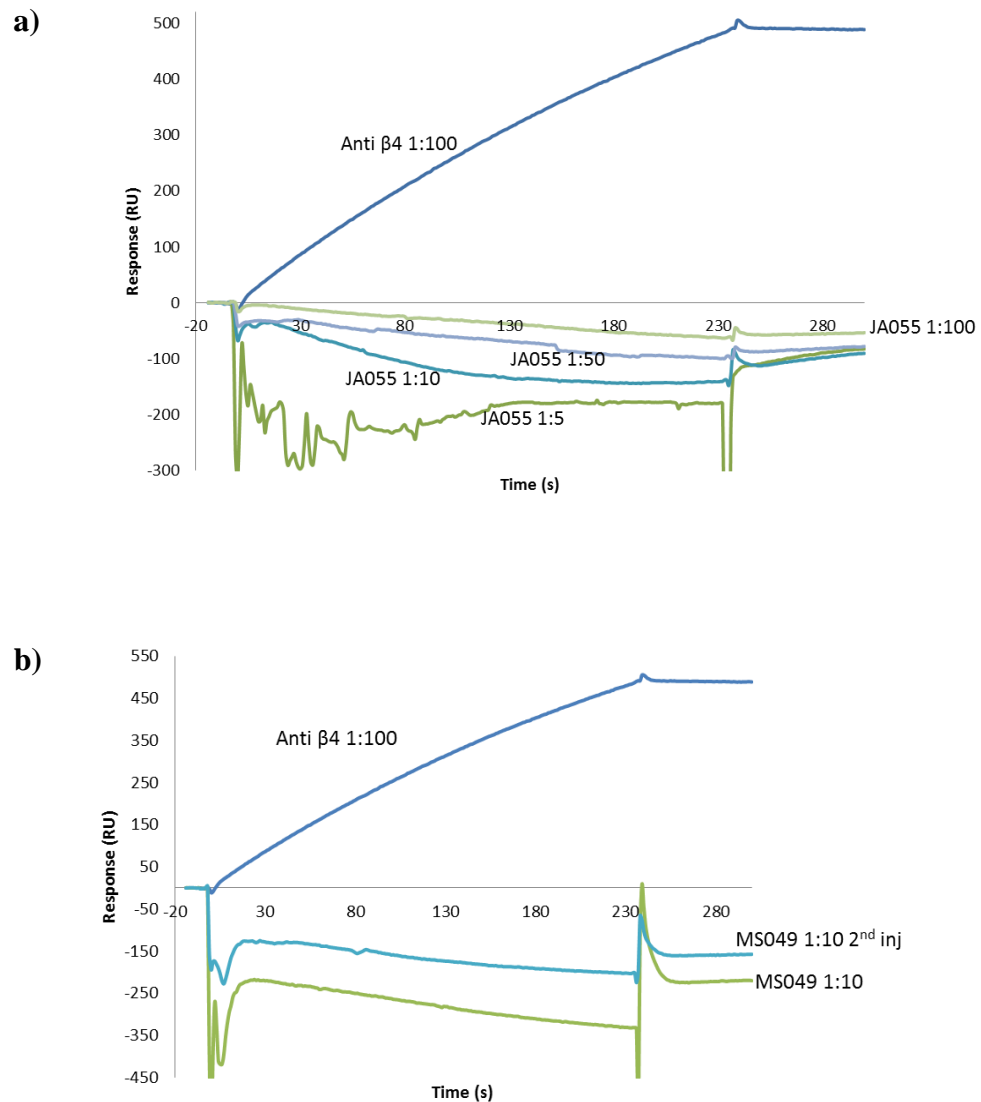 a)
500
400
300
200
100
0
-100
-200
-300
Response (RU)
Anti β4 1:100
-20 30 80 130 180 230 280
JA055 1:100
JA055 1:50
JA055 1:10
JA055 1:5
Time (s)
b)
550
450
350
250
150
50
-50
-150
-250
-350
-450
Response (RU)
Anti β4 1:100
-20 30 80 130 180 230 280
MS049 1:10 2nd inj
MS049 1:10
Time (s)